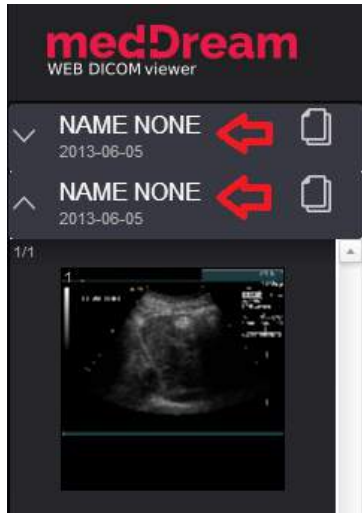 medDream
WEB DICOM viewer
NAME NONE
2013-06-05
NAME NONE
2013-06-05
1/1
1